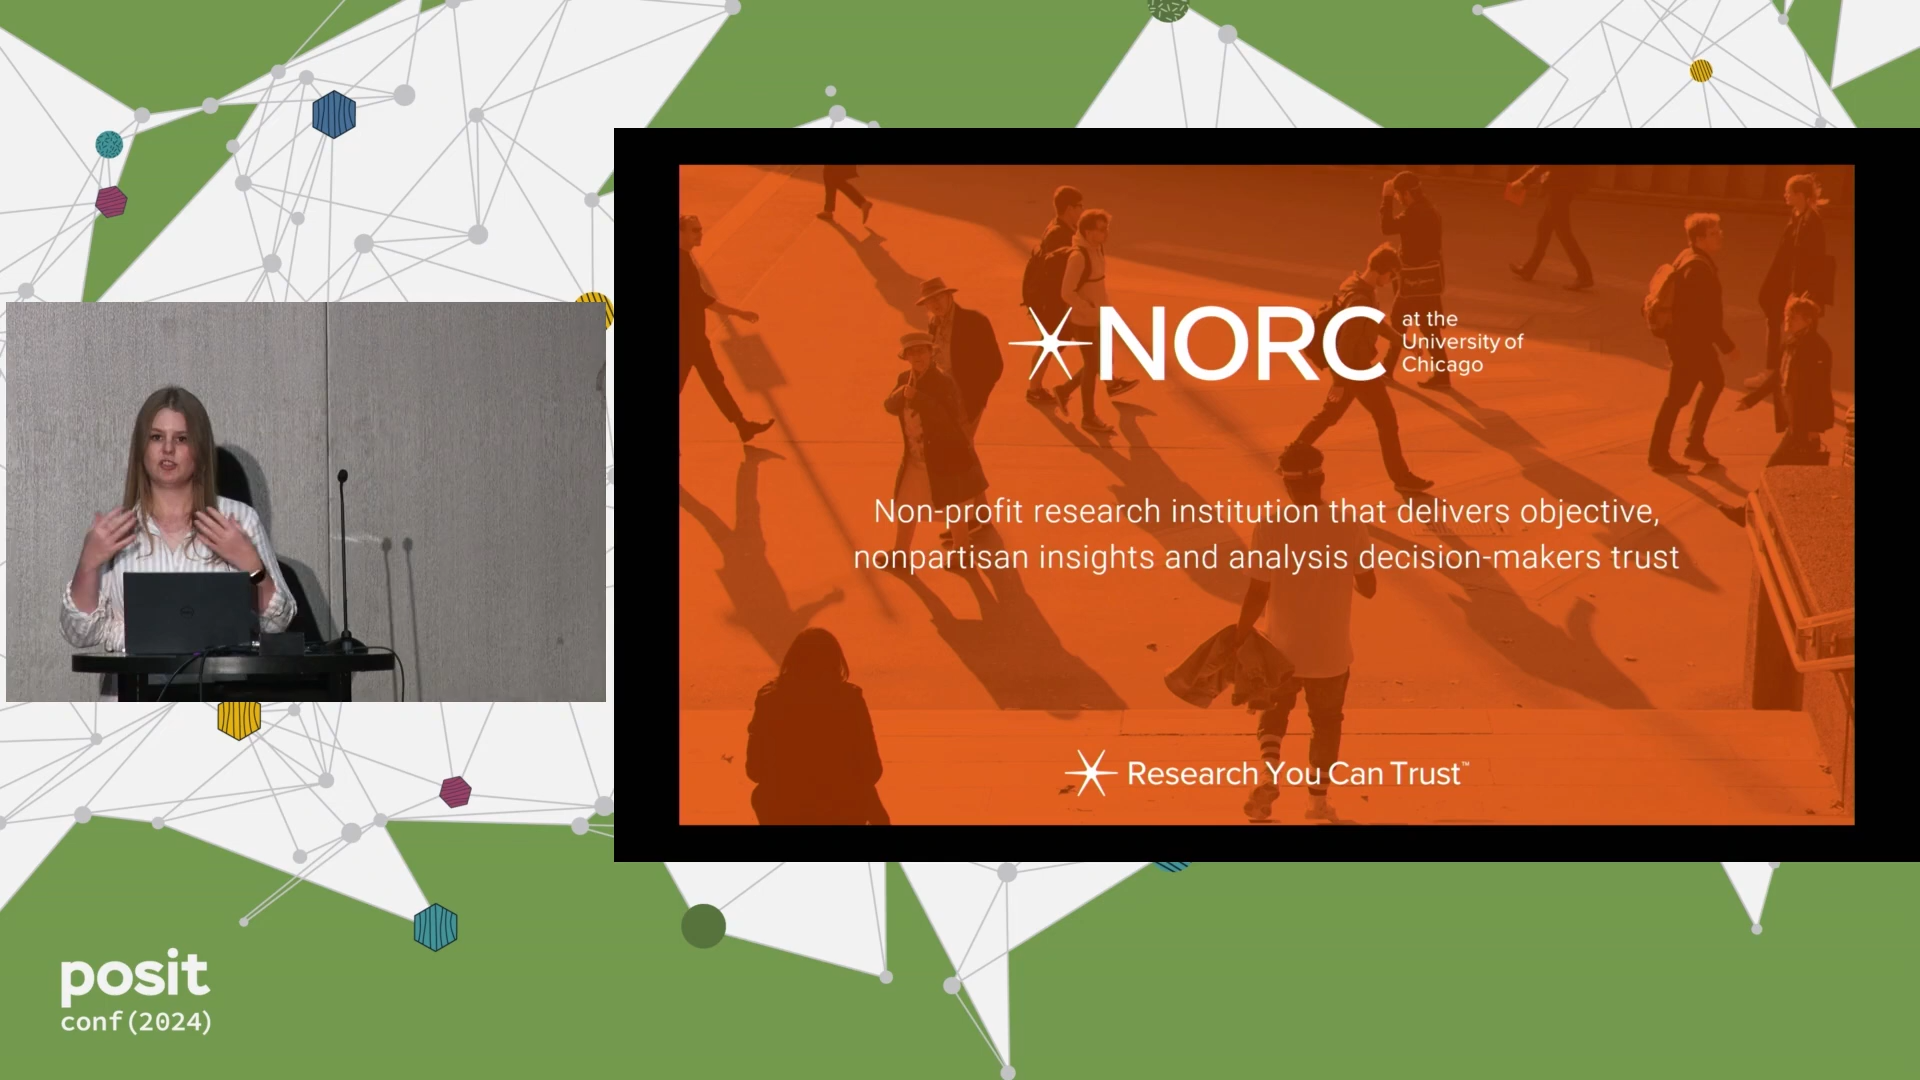 NORC at the
University of
Chicago
Non-profit research institution that delivers objective,
nonpartisan insights and analysis decision-makers trust
Research You Can Trust™
posit
conf(2024)